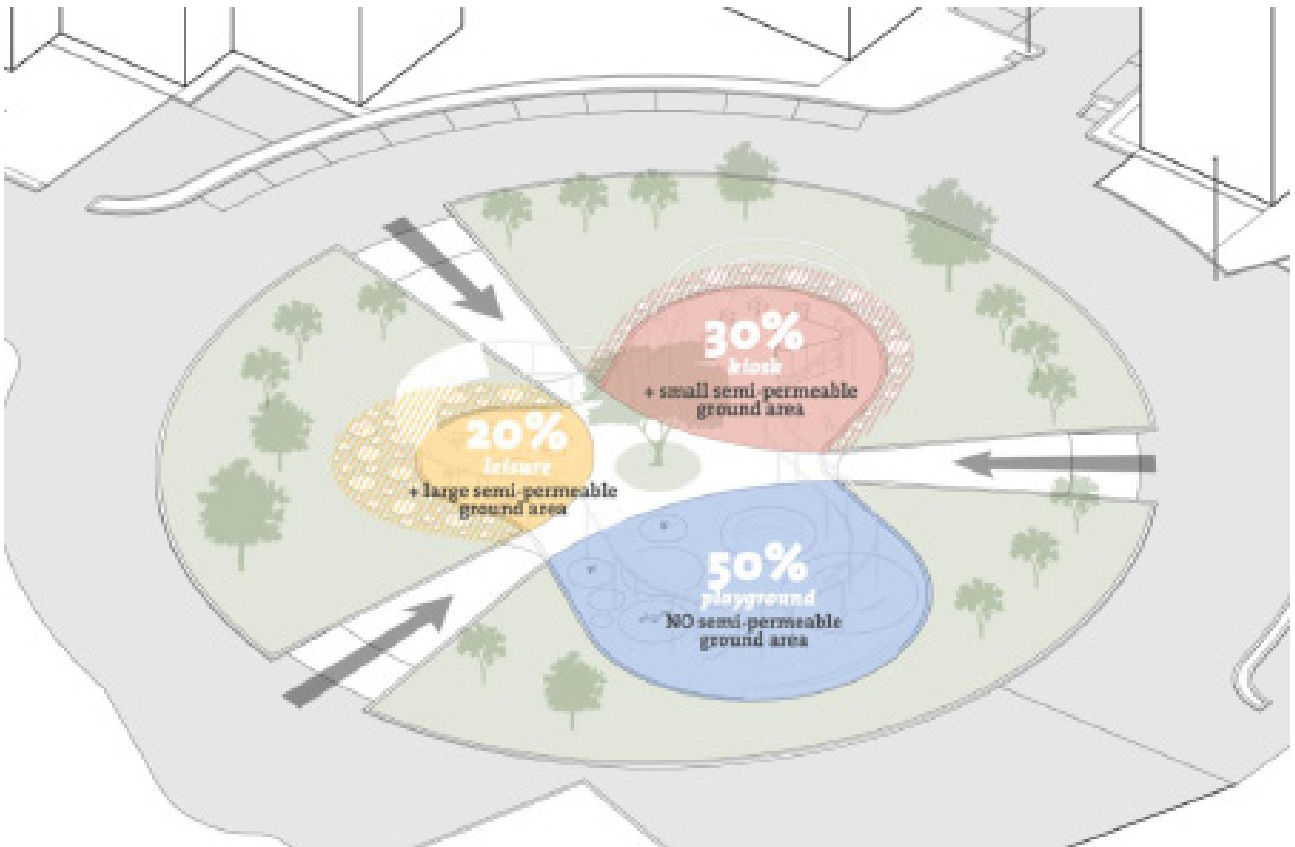 30%
kiosk
+ small semi-permeable
ground area
20%
leisure
+ large semi-permeable
ground area
50%
playground
NO semi-permeable
ground area